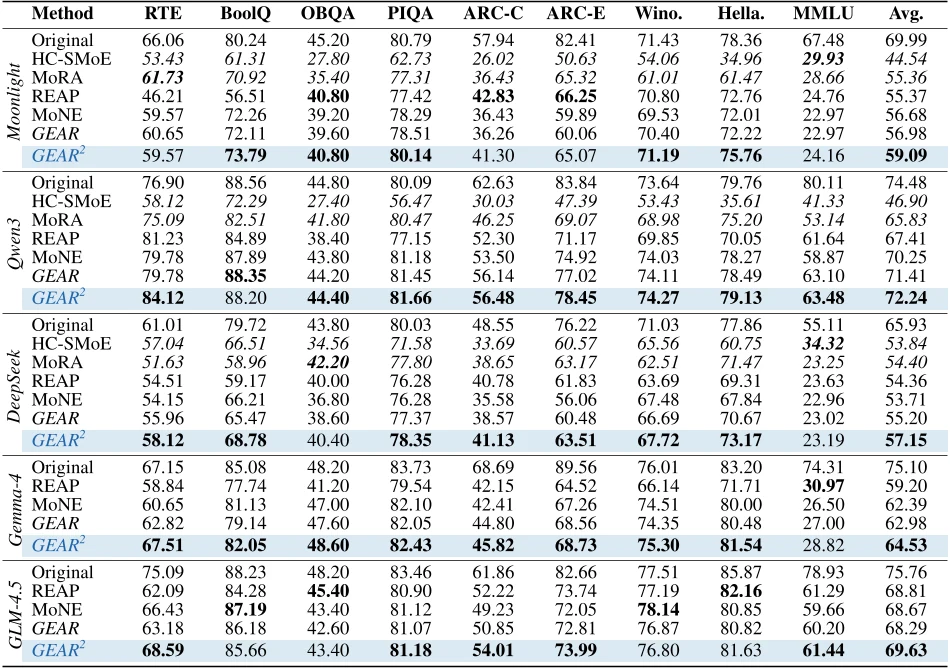 Method RTE BoolQ OBQA PIQA ARC-C ARC-E Wino. Hella. MMLU Avg.
Moonlight
Original 66.06 80.24 45.20 80.79 57.94 82.41 71.43 78.36 67.48 69.99
HC-SMoE 53.43 61.31 27.80 62.73 26.02 50.63 54.06 34.96 29.93 44.54
MoRA 61.73 70.92 35.40 77.31 36.43 65.32 61.01 61.47 28.66 55.36
REAP 46.21 56.51 40.80 77.42 42.83 66.25 70.80 72.76 24.76 55.37
MoNE 59.57 72.26 39.20 78.29 36.43 59.89 69.53 72.01 22.97 56.68
GEAR 60.65 72.11 39.60 78.51 36.26 60.06 70.40 72.22 22.97 56.98
GEAR² 59.57 73.79 40.80 80.14 41.30 65.07 71.19 75.76 24.16 59.09
Qwen3
Original 76.90 88.56 44.80 80.09 62.63 83.84 73.64 79.76 80.11 74.48
HC-SMoE 58.12 72.29 27.40 56.47 30.03 47.39 53.43 35.61 41.33 46.90
MoRA 75.09 82.51 41.80 80.47 46.25 69.07 68.98 75.20 53.14 65.83
REAP 81.23 84.89 38.40 77.15 52.30 71.17 69.85 70.05 61.64 67.41
MoNE 79.78 87.89 43.80 81.18 53.50 74.92 74.03 78.27 58.87 70.25
GEAR 79.78 88.35 44.20 81.45 56.14 77.02 74.11 78.49 63.10 71.41
GEAR² 84.12 88.20 44.40 81.66 56.48 78.45 74.27 79.13 63.48 72.24
DeepSeek
Original 61.01 79.72 43.80 80.03 48.55 76.22 71.03 77.86 55.11 65.93
HC-SMoE 57.04 66.51 34.56 71.58 33.69 60.57 65.56 60.75 34.32 53.84
MoRA 51.63 58.96 42.20 77.80 38.65 63.17 62.51 71.47 23.25 54.40
REAP 54.51 59.17 40.00 76.28 40.78 61.83 63.69 69.31 23.63 54.36
MoNE 54.15 66.21 36.80 76.28 35.58 56.06 67.48 67.84 22.96 53.71
GEAR 55.96 65.47 38.60 77.37 38.57 60.48 66.69 70.67 23.02 55.20
GEAR² 58.12 68.78 40.40 78.35 41.13 63.51 67.72 73.17 23.19 57.15
Gemma-4
Original 67.15 85.08 48.20 83.73 68.69 89.56 76.01 83.20 74.31 75.10
REAP 58.84 77.74 41.20 79.54 42.15 64.52 66.14 71.71 30.97 59.20
MoNE 60.65 81.13 47.00 82.10 42.41 67.26 74.51 80.00 26.50 62.39
GEAR 62.82 79.14 47.60 82.05 44.80 68.56 74.35 80.48 27.00 62.98
GEAR² 67.51 82.05 48.60 82.43 45.82 68.73 75.30 81.54 28.82 64.53
GLM-4.5
Original 75.09 88.23 48.20 83.46 61.86 82.66 77.51 85.87 78.93 75.76
REAP 62.09 84.28 45.40 80.90 52.22 73.74 77.19 82.16 61.29 68.81
MoNE 66.43 87.19 43.40 81.12 49.23 72.05 78.14 80.85 59.66 68.67
GEAR 63.18 86.18 42.60 81.07 50.85 72.81 76.87 80.82 60.20 68.29
GEAR² 68.59 85.66 43.40 81.18 54.01 73.99 76.80 81.63 61.44 69.63